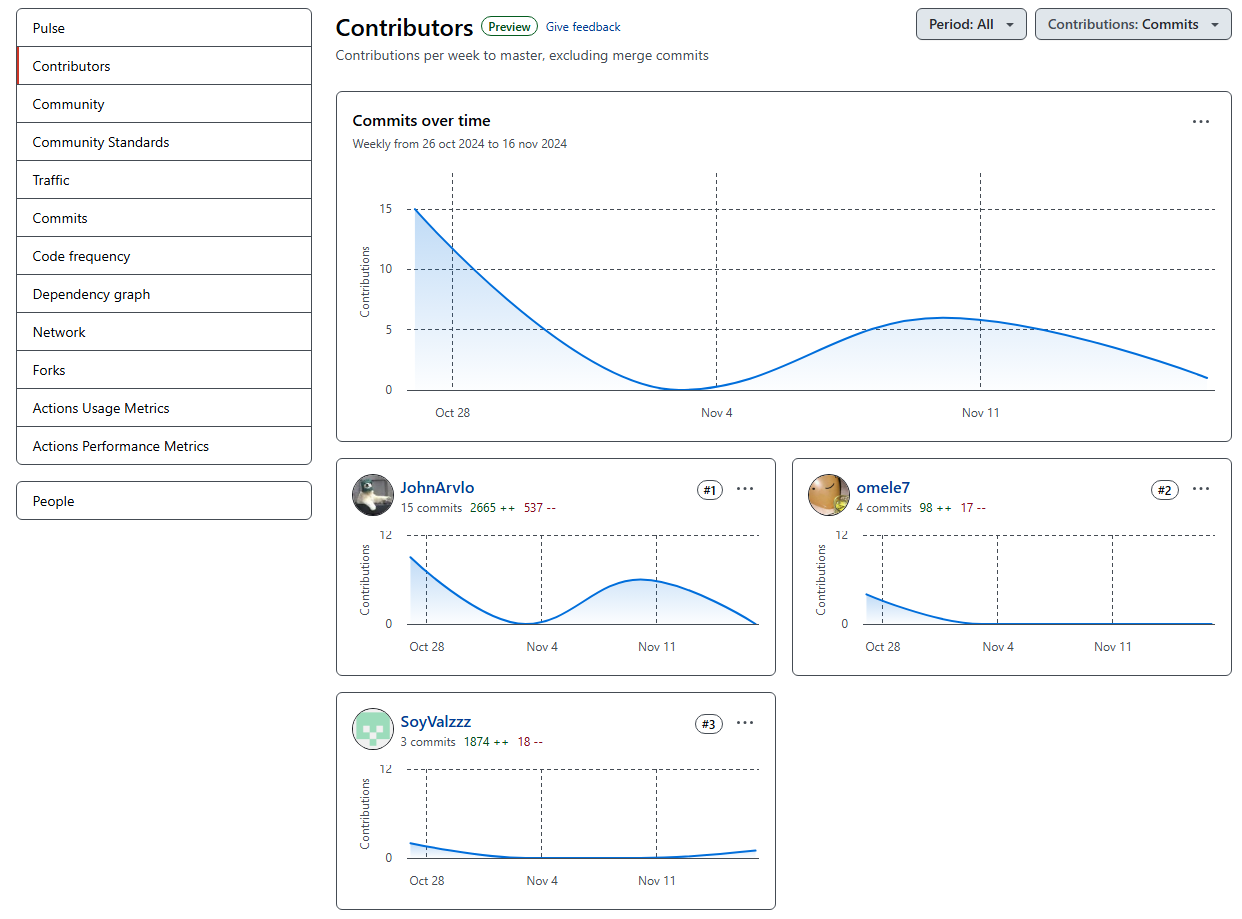 Pulse
Contributors
Community
Community Standards
Traffic
Commits
Code frequency
Dependency graph
Network
Forks
Actions Usage Metrics
Actions Performance Metrics
People
Contributors Preview Give feedback
Period: All
Contributions: Commits
Contributions per week to master, excluding merge commits
Commits over time
Weekly from 26 oct 2024 to 16 nov 2024
Contributions
15
10
5
0
Oct 28 Nov 4 Nov 11
JohnArvlo #1
15 commits 2665 ++ 537 --
Contributions
12
0
Oct 28 Nov 4 Nov 11
omele7 #2
4 commits 98 ++ 17 --
Contributions
12
0
Oct 28 Nov 4 Nov 11
SoyValzzz #3
3 commits 1874 ++ 18 --
Contributions
12
0
Oct 28 Nov 4 Nov 11